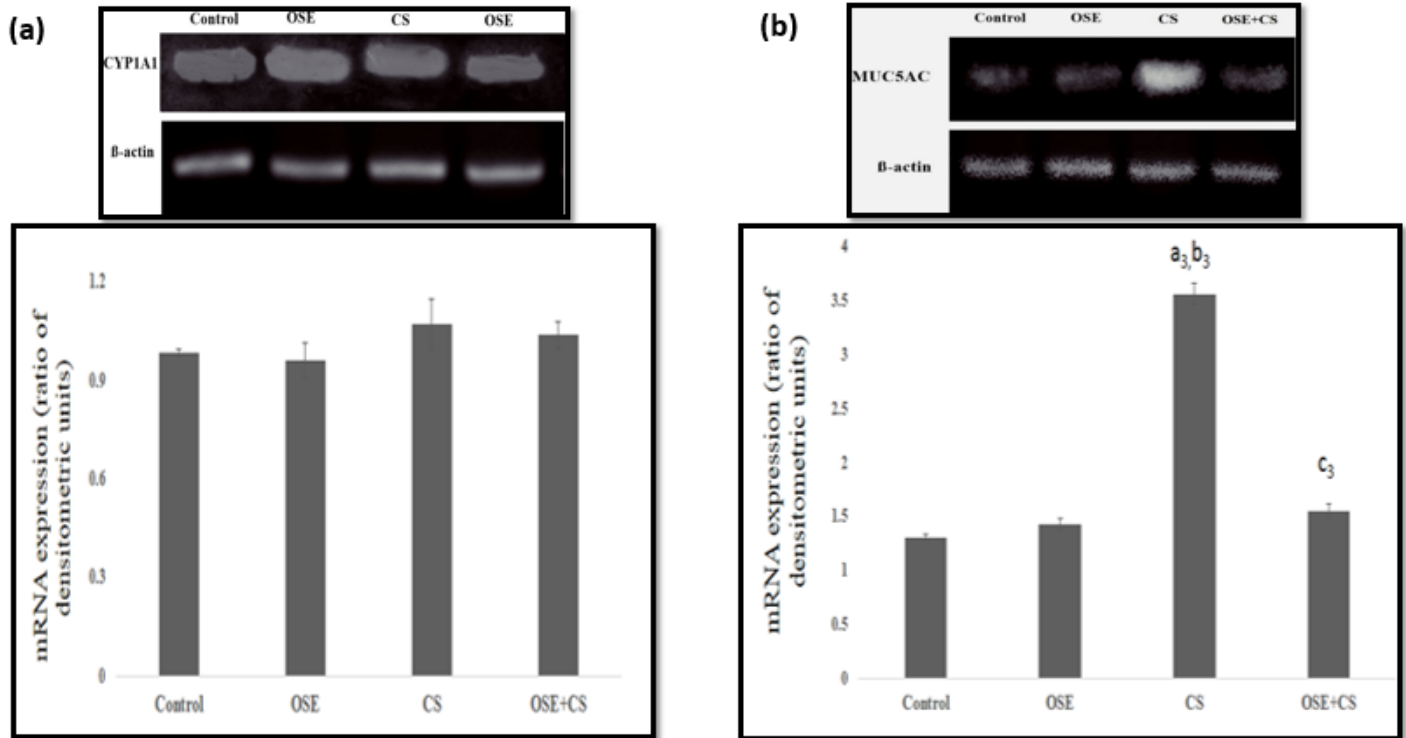 (a)
Control OSE CS OSE
CYP1A1
ß-actin
mRNA expression (ratio of
densitometric units)
1.2
0.9
0.6
0.3
0
Control OSE CS OSE+CS
(b)
Control OSE CS OSE+CS
MUC5AC
ß-actin
mRNA expression (ratio of
densitometric units)
4
3.5
3
2.5
2
1.5
1
0.5
0
a₃,b₃
c₃
Control OSE CS OSE+CS